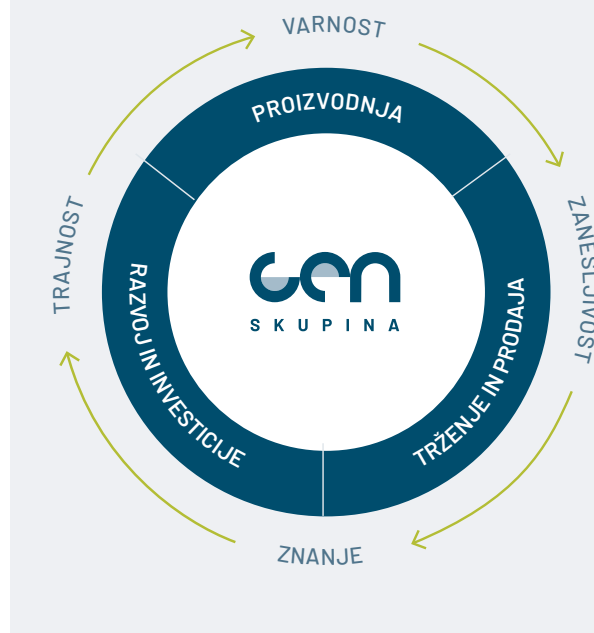 VARNOST
PROIZVODNJA
ZANESLJIVOST
TRAJNOST
gen
SKUPINA
RAZVOJ IN INVESTICIJE
TRŽENJE IN PRODAJA
ZNANJE